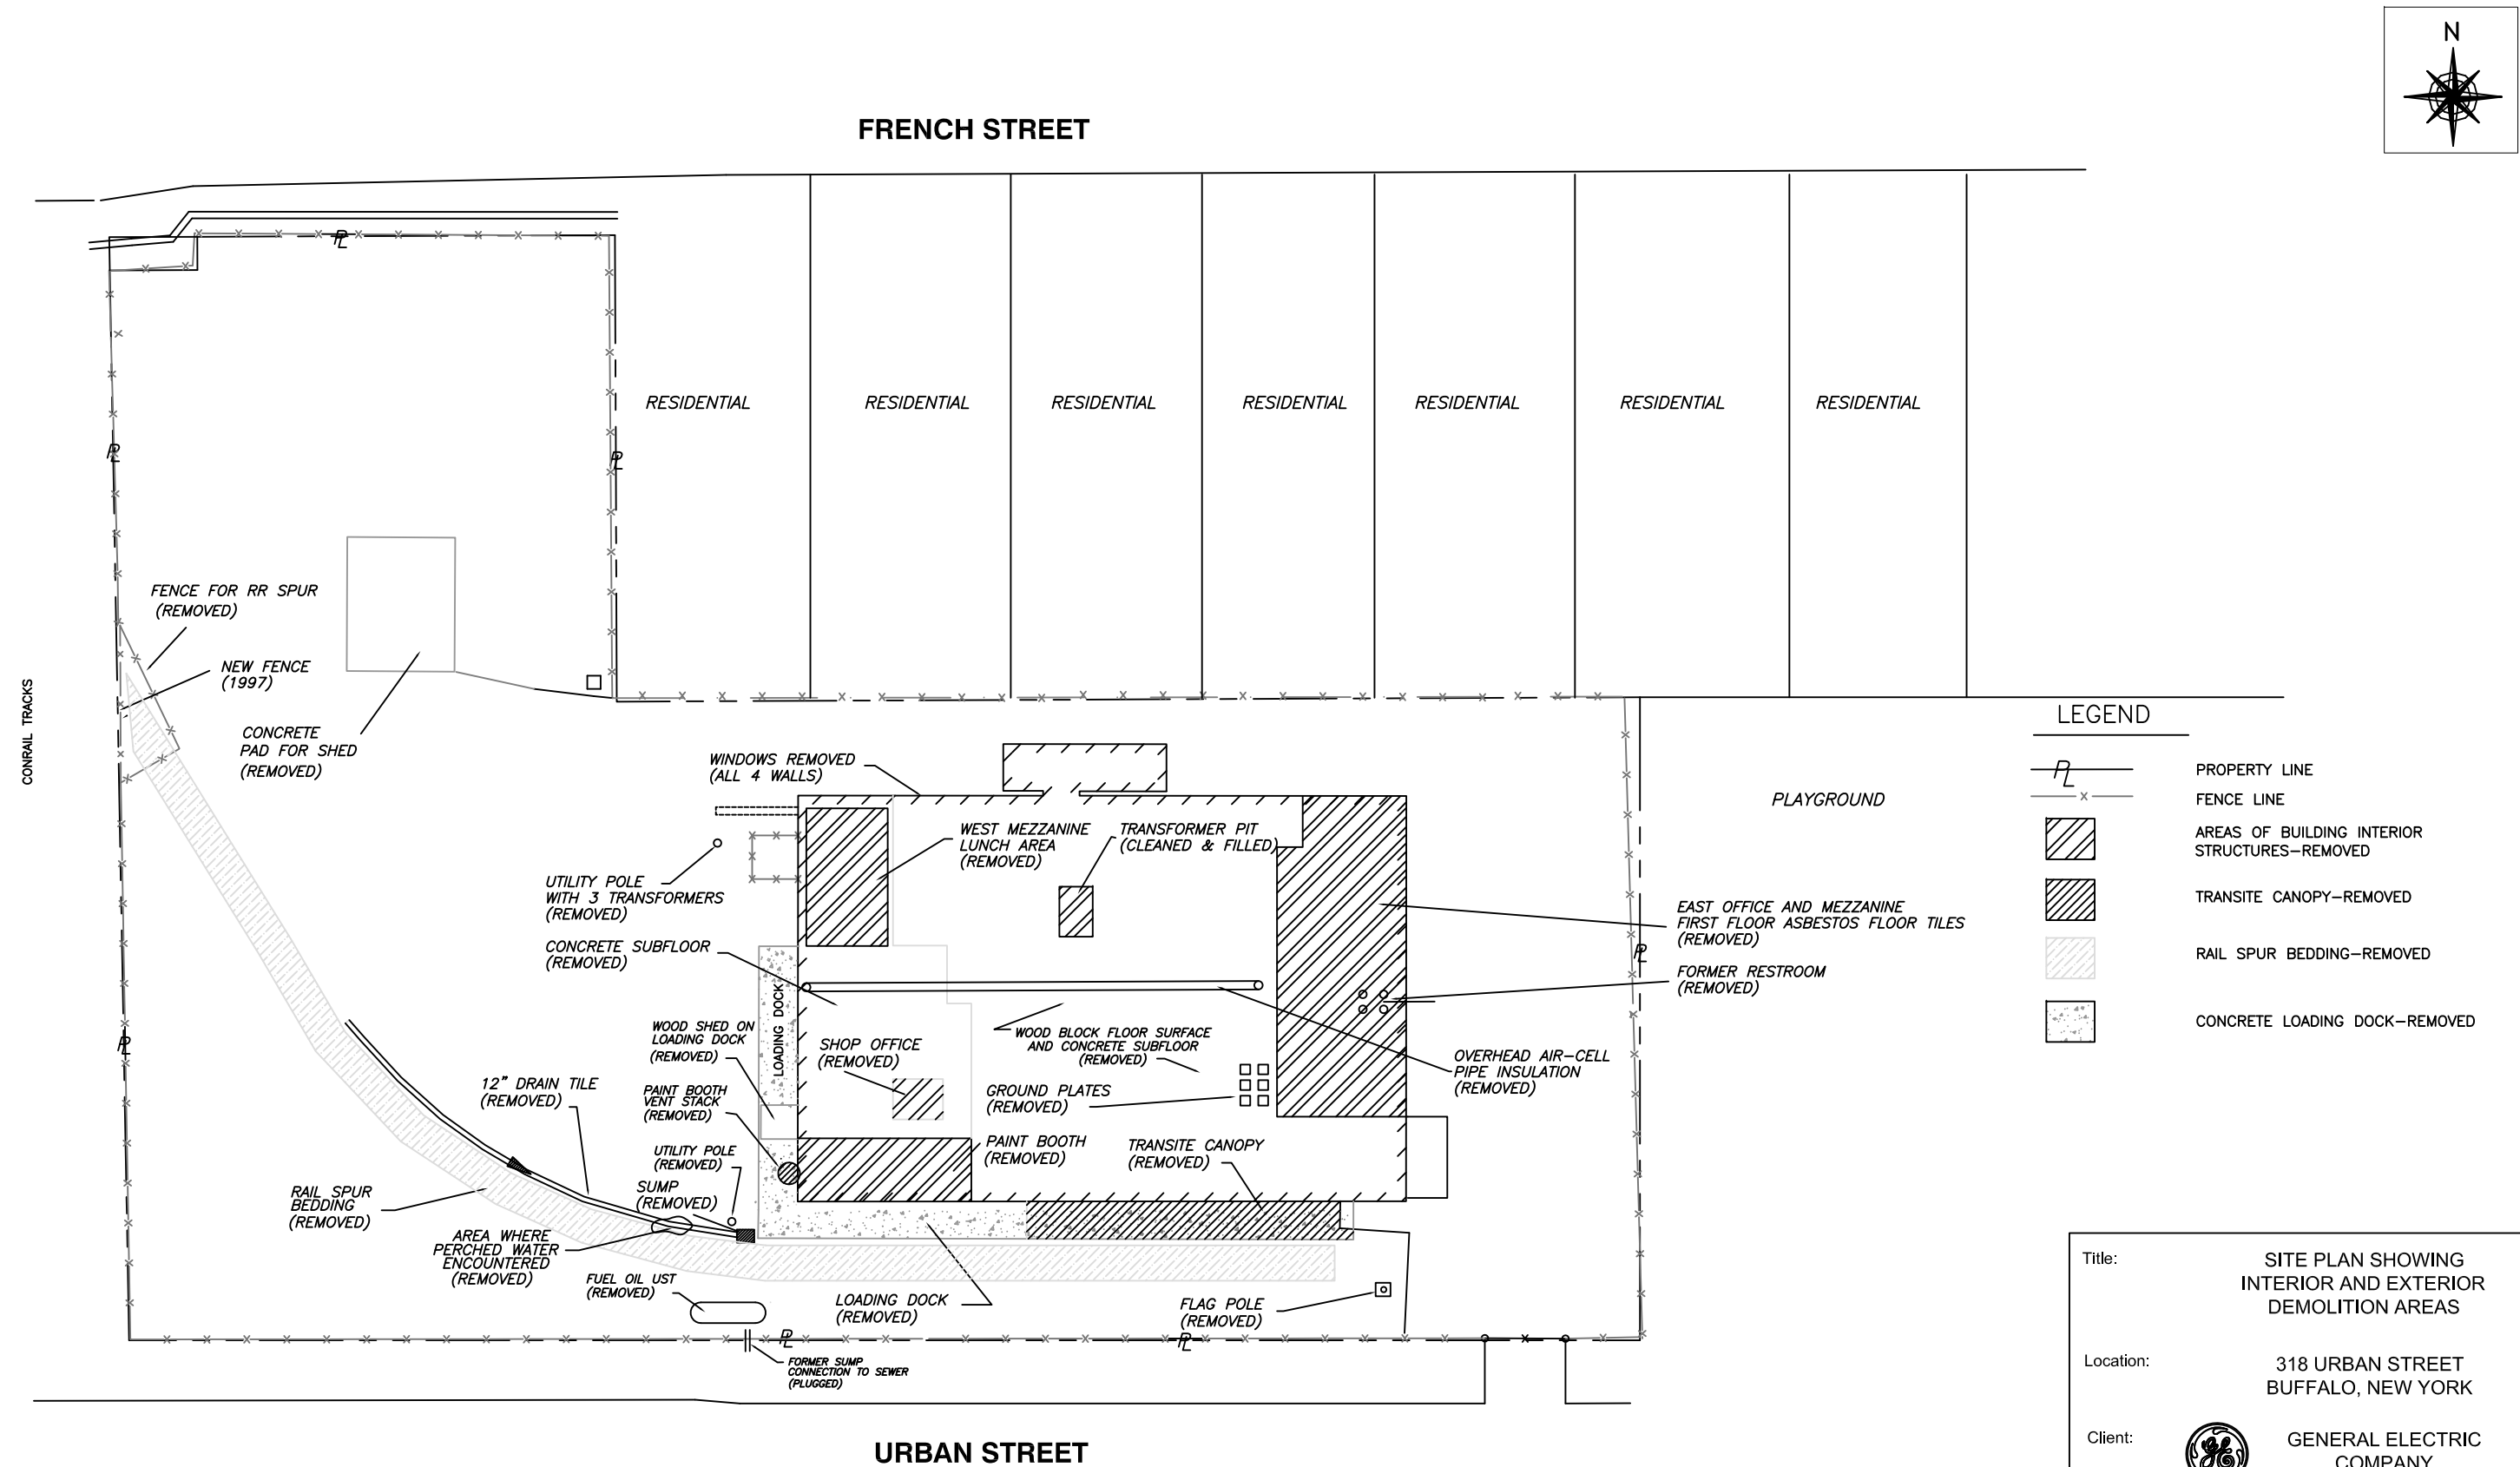 N
FRENCH STREET
PL
RESIDENTIAL
RESIDENTIAL
RESIDENTIAL
RESIDENTIAL
RESIDENTIAL
RESIDENTIAL
RESIDENTIAL
PL
PL
FENCE FOR RR SPUR
(REMOVED)
NEW FENCE
(1997)
CONCRETE
PAD FOR SHED
(REMOVED)
CONRAIL TRACKS
WINDOWS REMOVED
(ALL 4 WALLS)
WEST MEZZANINE
LUNCH AREA
(REMOVED)
TRANSFORMER PIT
(CLEANED & FILLED)
PLAYGROUND
UTILITY POLE
WITH 3 TRANSFORMERS
(REMOVED)
CONCRETE SUBFLOOR
(REMOVED)
EAST OFFICE AND MEZZANINE
FIRST FLOOR ASBESTOS FLOOR TILES
(REMOVED)
PL
FORMER RESTROOM
(REMOVED)
LOADING DOCK
WOOD SHED ON
LOADING DOCK
(REMOVED)
SHOP OFFICE
(REMOVED)
WOOD BLOCK FLOOR SURFACE
AND CONCRETE SUBFLOOR
(REMOVED)
OVERHEAD AIR-CELL
PIPE INSULATION
(REMOVED)
PL
12" DRAIN TILE
(REMOVED)
PAINT BOOTH
VENT STACK
(REMOVED)
GROUND PLATES
(REMOVED)
UTILITY POLE
(REMOVED)
PAINT BOOTH
(REMOVED)
TRANSITE CANOPY
(REMOVED)
RAIL SPUR
BEDDING
(REMOVED)
SUMP
(REMOVED)
AREA WHERE
PERCHED WATER
ENCOUNTERED
(REMOVED)
FUEL OIL UST
(REMOVED)
LOADING DOCK
(REMOVED)
FLAG POLE
(REMOVED)
PL
PL
FORMER SUMP
CONNECTION TO SEWER
(PLUGGED)
URBAN STREET
LEGEND
PL PROPERTY LINE
x FENCE LINE
AREAS OF BUILDING INTERIOR
STRUCTURES-REMOVED
TRANSITE CANOPY-REMOVED
RAIL SPUR BEDDING-REMOVED
CONCRETE LOADING DOCK-REMOVED
Title: SITE PLAN SHOWING
INTERIOR AND EXTERIOR
DEMOLITION AREAS
Location: 318 URBAN STREET
BUFFALO, NEW YORK
Client: GE GENERAL ELECTRIC
COMPANY